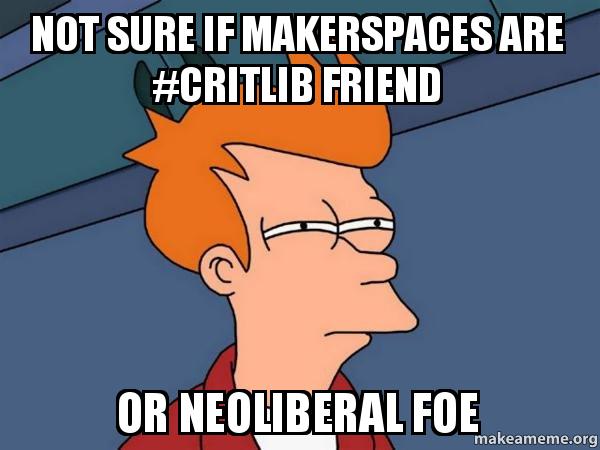 NOT SURE IF MAKERSPACES ARE
#CRITLIB FRIEND
OR NEOLIBERAL FOE
makeameme.org